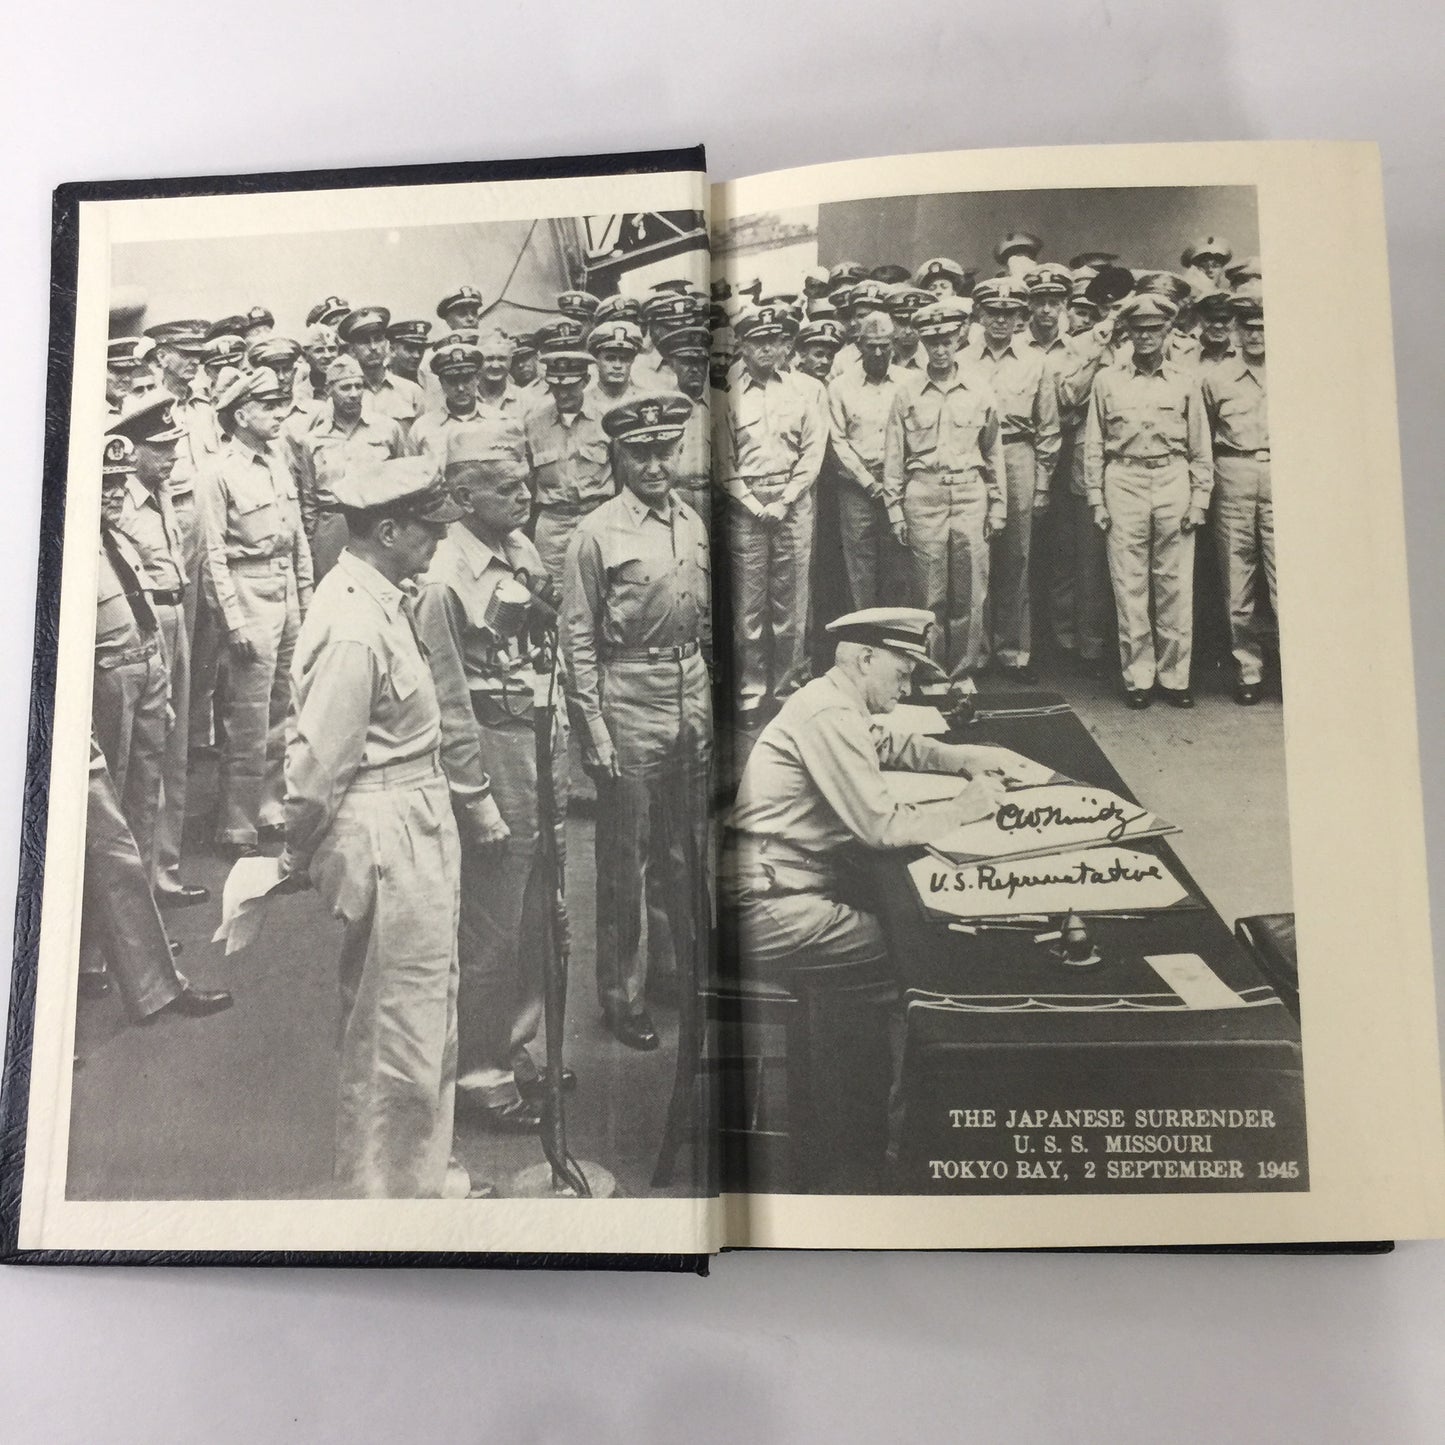 C.W. Nimitz
U.S. Representative
THE JAPANESE SURRENDER
U. S. S. MISSOURI
TOKYO BAY, 2 SEPTEMBER 1945